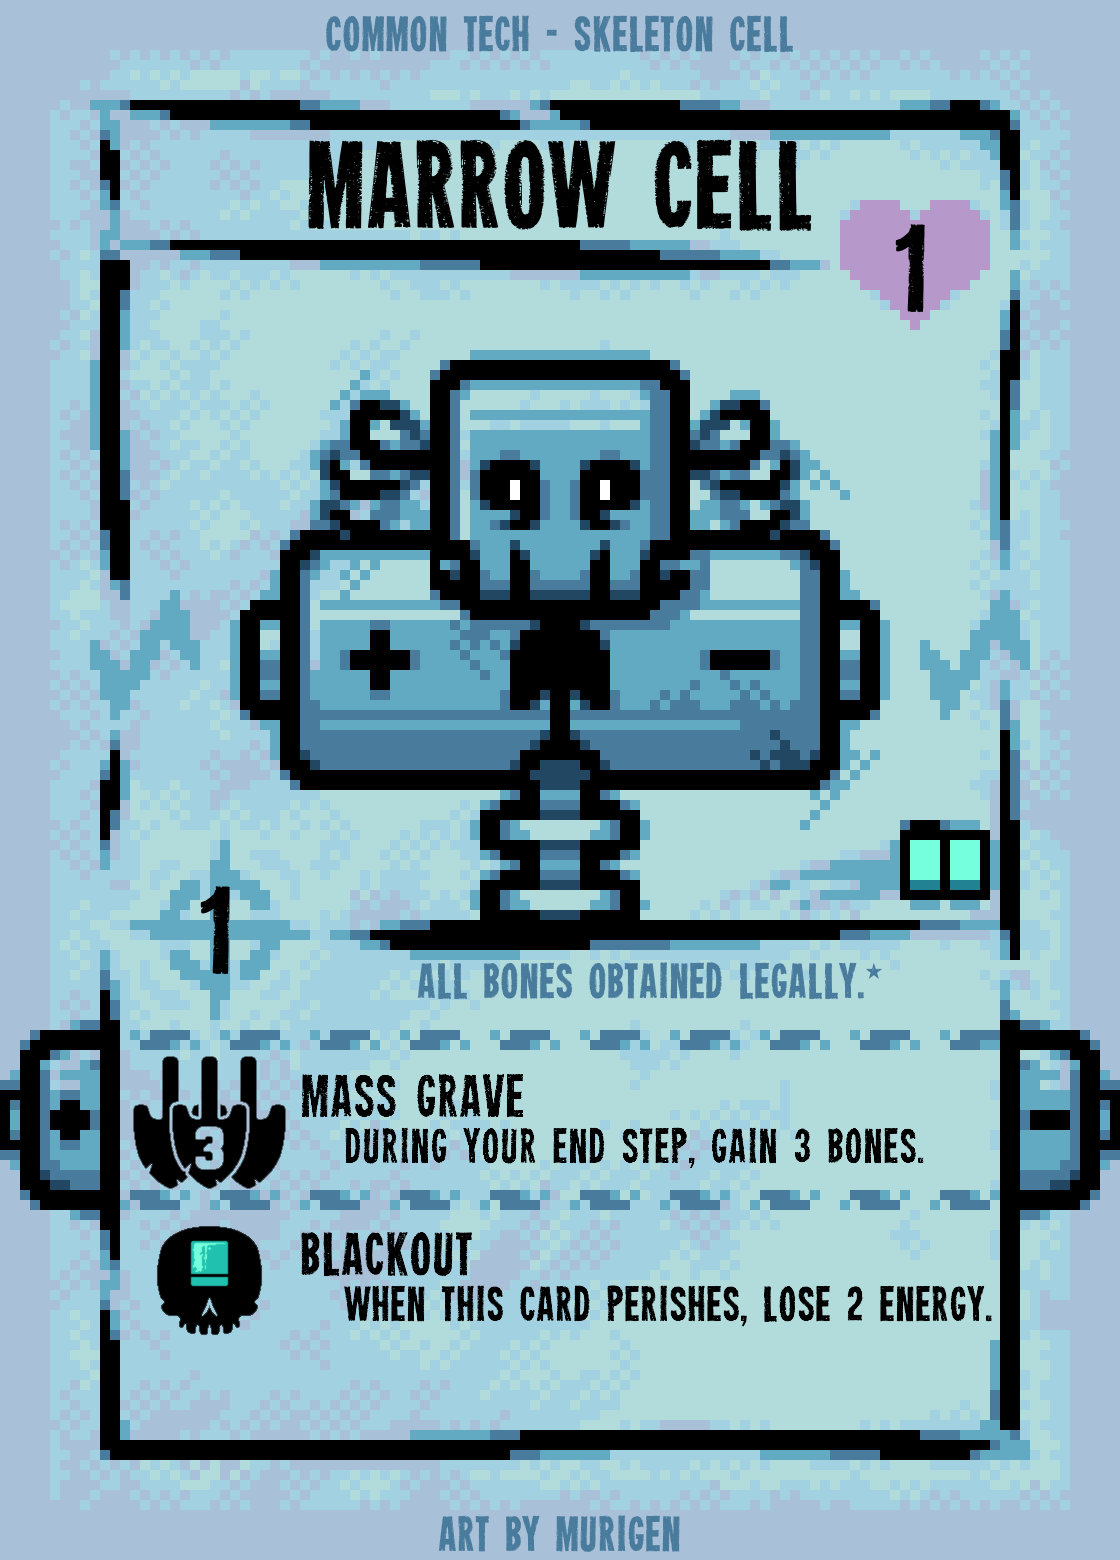 COMMON TECH - SKELETON CELL
MARROW CELL
1
+ -
1
ALL BONES OBTAINED LEGALLY.*
MASS GRAVE
3
DURING YOUR END STEP, GAIN 3 BONES.
+ -
BLACKOUT
WHEN THIS CARD PERISHES, LOSE 2 ENERGY.
ART BY MURIGEN